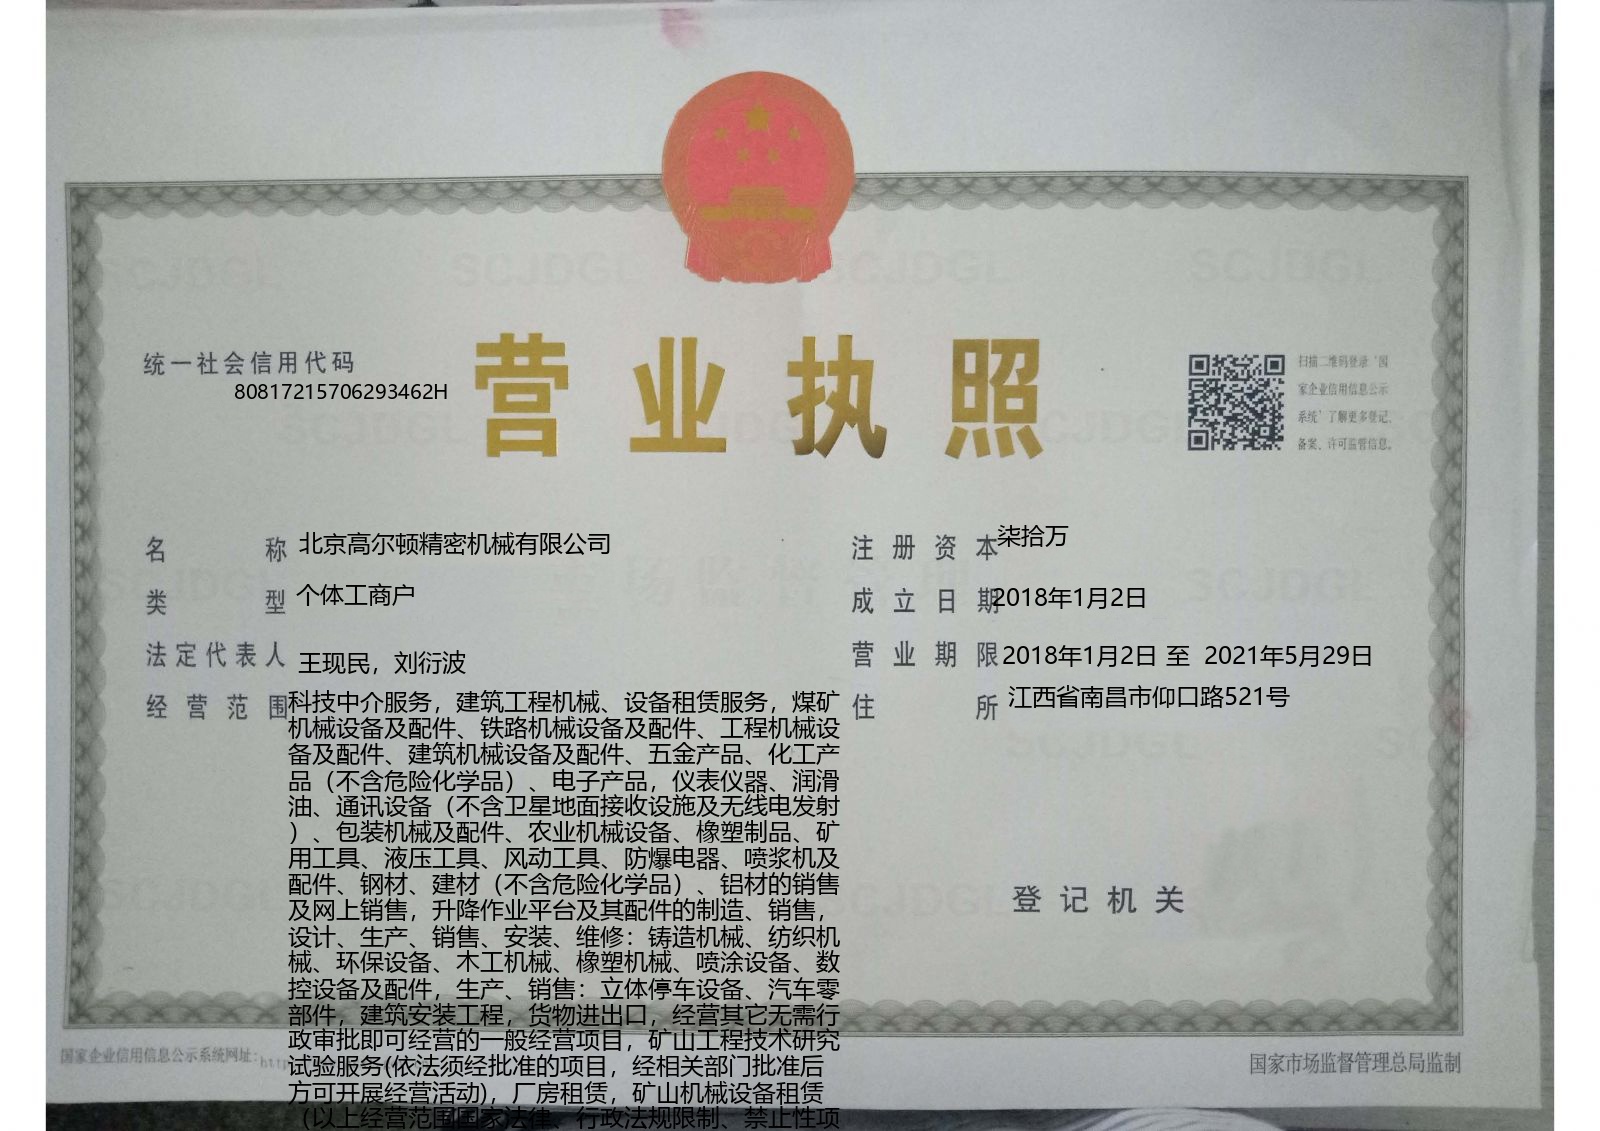 统一社会信用代码
80817215706293462H
营业执照
扫描二维码登录‘国
家企业信用信息公示
系统’了解更多登记、
备案、许可监管信息。
名称 北京高尔顿精密机械有限公司
类型 个体工商户
法定代表人 王现民，刘衍波
经营范围 科技中介服务，建筑工程机械、设备租赁服务，煤矿
机械设备及配件、铁路机械设备及配件、工程机械设
备及配件、建筑机械设备及配件、五金产品、化工产
品（不含危险化学品）、电子产品，仪表仪器、润滑
油、通讯设备（不含卫星地面接收设施及无线电发射
）、包装机械及配件、农业机械设备、橡塑制品、矿
用工具、液压工具、风动工具、防爆电器、喷浆机及
配件、钢材、建材（不含危险化学品）、铝材的销售
及网上销售，升降作业平台及其配件的制造、销售，
设计、生产、销售、安装、维修：铸造机械、纺织机
械、环保设备、木工机械、橡塑机械、喷涂设备、数
控设备及配件，生产、销售：立体停车设备、汽车零
部件，建筑安装工程，货物进出口，经营其它无需行
政审批即可经营的一般经营项目，矿山工程技术研究
试验服务(依法须经批准的项目，经相关部门批准后
方可开展经营活动)，厂房租赁，矿山机械设备租赁
（以上经营范围国家法律、行政法规限制、禁止性项
注册资本 柒拾万
成立日期 2018年1月2日
营业期限 2018年1月2日 至 2021年5月29日
住所 江西省南昌市仰口路521号
登记机关
国家企业信用信息公示系统网址：
国家市场监督管理总局监制
SCJDGL